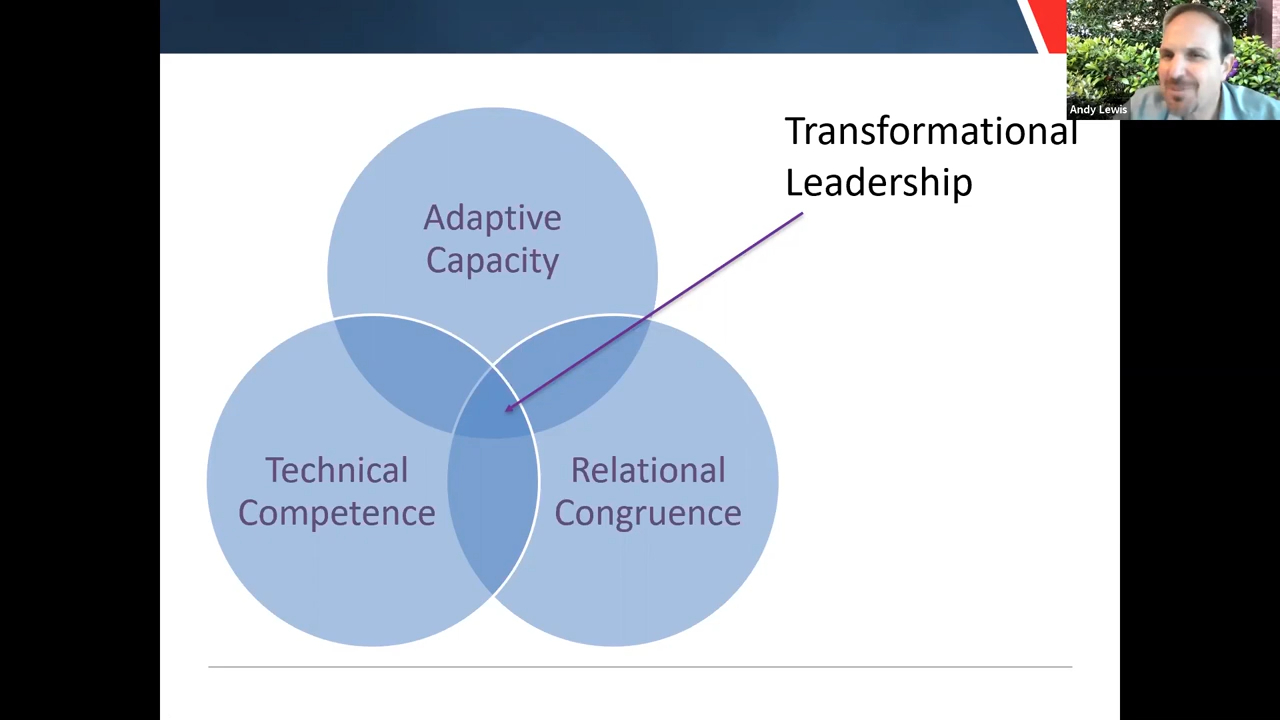 Andy Lewis
Transformational
Leadership
Adaptive
Capacity
Technical
Competence
Relational
Congruence